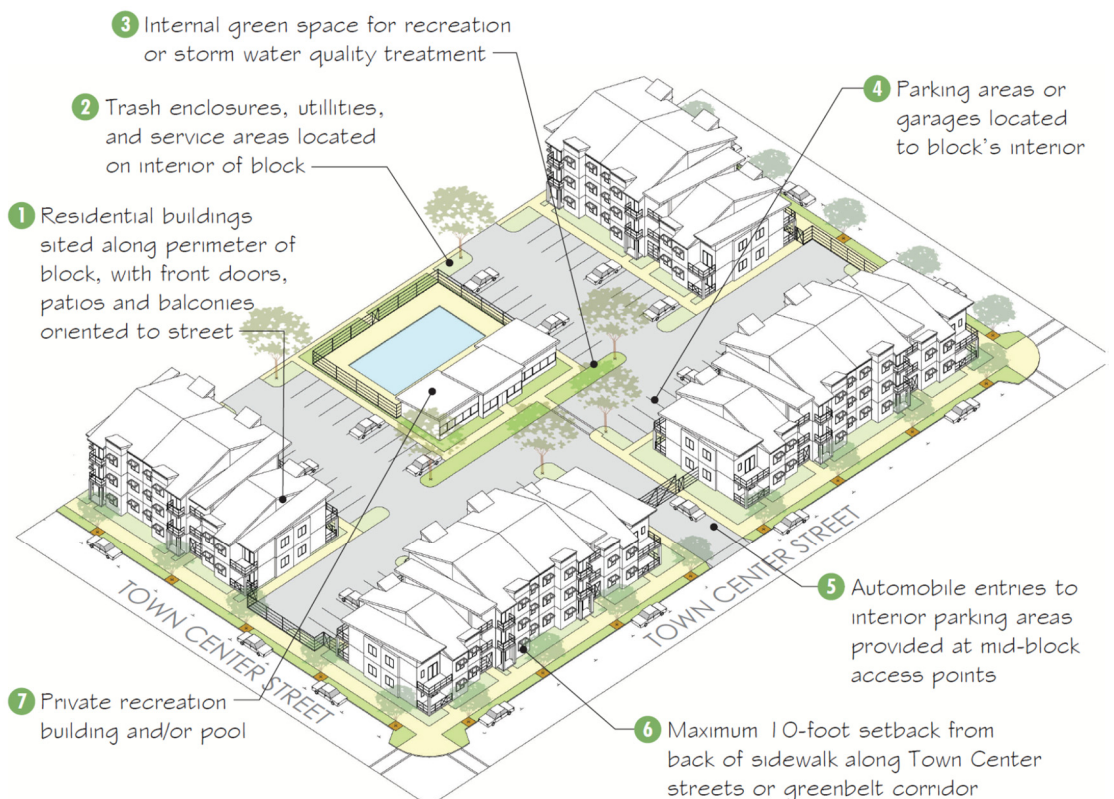 3 Internal green space for recreation
or storm water quality treatment
2 Trash enclosures, utillities,
and service areas located
on interior of block
4 Parking areas or
garages located
to block's interior
1 Residential buildings
sited along perimeter of
block, with front doors,
patios and balconies
oriented to street
TOWN CENTER STREET
TOWN CENTER STREET
5 Automobile entries to
interior parking areas
provided at mid-block
access points
7 Private recreation
building and/or pool
6 Maximum 10-foot setback from
back of sidewalk along Town Center
streets or greenbelt corridor